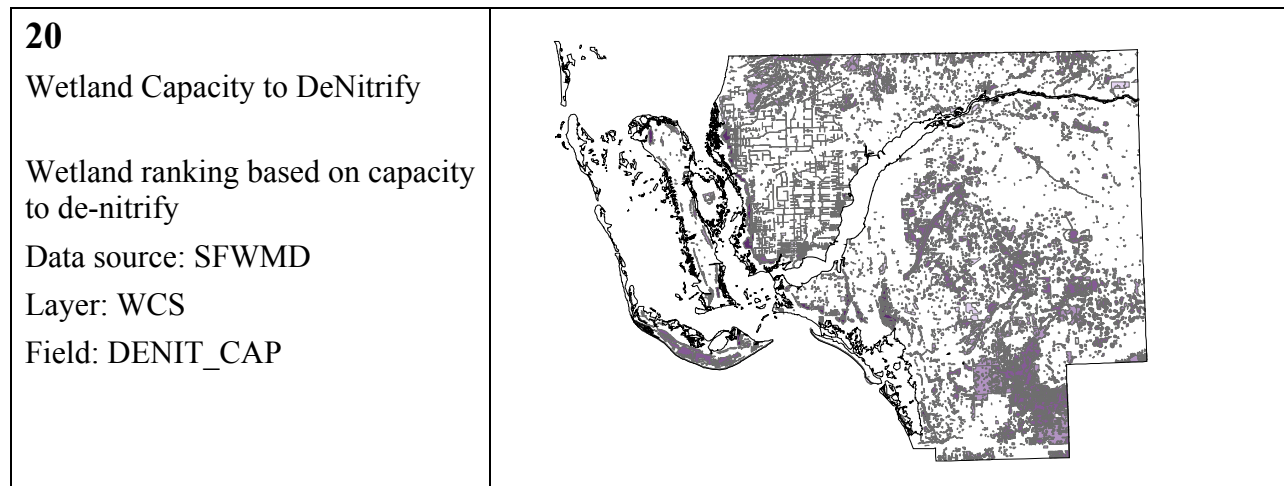 20
Wetland Capacity to DeNitrify
Wetland ranking based on capacity
to de-nitrify
Data source: SFWMD
Layer: WCS
Field: DENIT_CAP